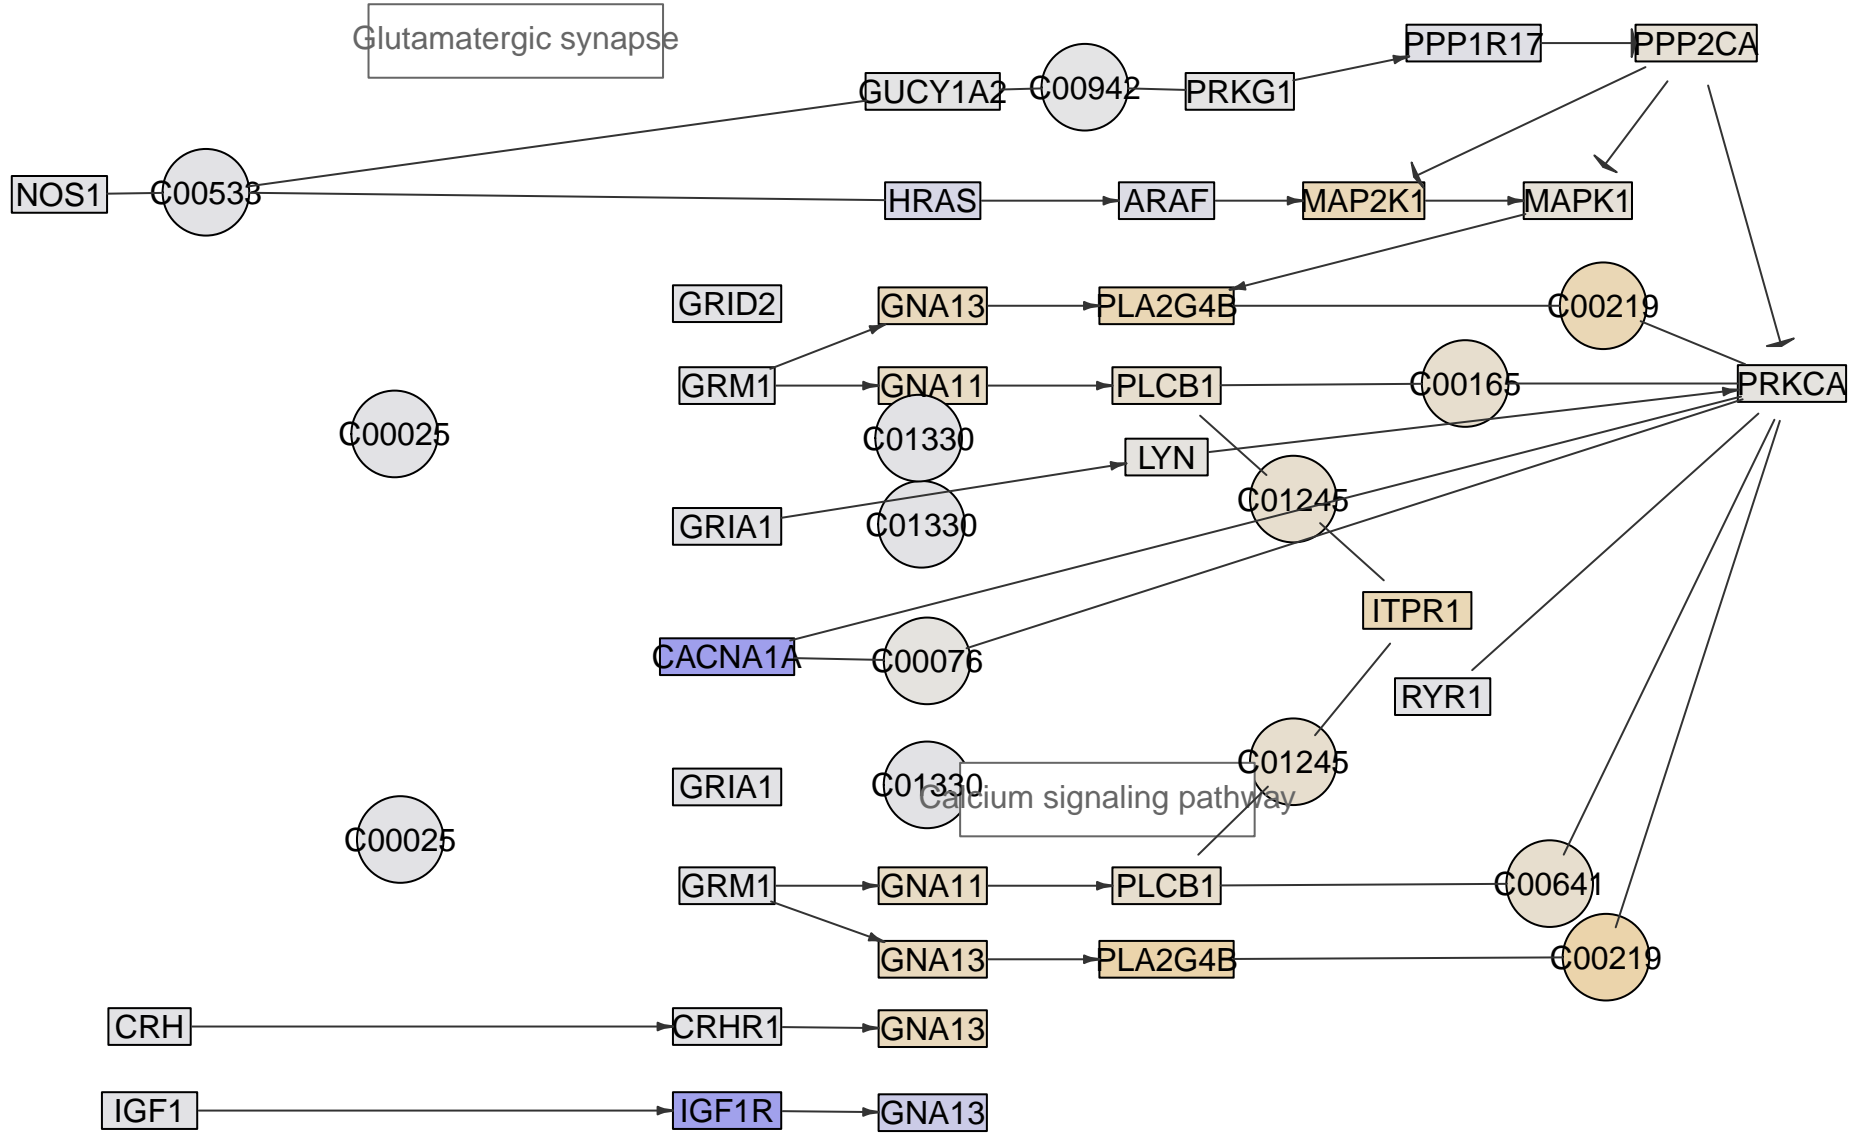 Glutamatergic synapse
PPP1R17
PPP2CA
GUCY1A2
C00942
PRKG1
NOS1
C00533
HRAS
ARAF
MAP2K1
MAPK1
GRID2
GNA13
PLA2G4B
C00219
GRM1
GNA11
PLCB1
C00165
PRKCA
C00025
C01330
LYN
C01245
GRIA1
C01330
ITPR1
CACNA1A
C00076
RYR1
C01245
GRIA1
C01330
Calcium signaling pathway
C00025
GRM1
GNA11
PLCB1
C00641
GNA13
PLA2G4B
C00219
CRH
CRHR1
GNA13
IGF1
IGF1R
GNA13